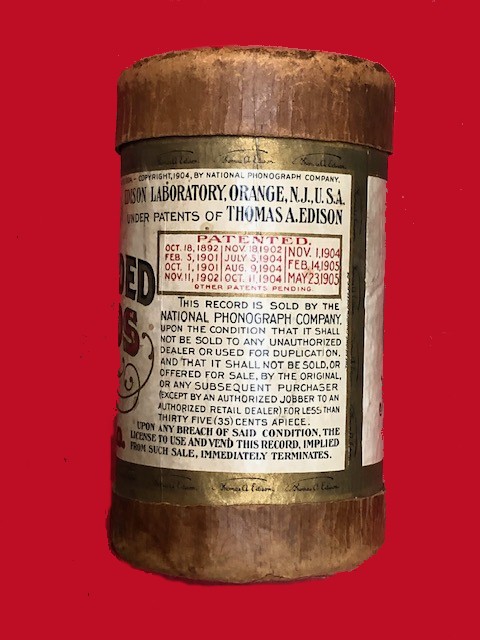 Thomas A. Edison
COPYRIGHT, 1904, BY NATIONAL PHONOGRAPH COMPANY.
EDISON LABORATORY, ORANGE, N.J., U.S.A.
UNDER PATENTS OF THOMAS A. EDISON
PATENTED.
OCT. 18, 1892 NOV. 18, 1902 NOV. 1, 1904
FEB. 5, 1901 JULY 5, 1904 FEB. 14, 1905
OCT. 1, 1901 AUG. 9, 1904 MAY 23, 1905
NOV. 11, 1902 OCT. 11, 1904
OTHER PATENTS PENDING.
THIS RECORD IS SOLD BY THE
NATIONAL PHONOGRAPH COMPANY,
UPON THE CONDITION THAT IT SHALL
NOT BE SOLD TO ANY UNAUTHORIZED
DEALER OR USED FOR DUPLICATION,
AND THAT IT SHALL NOT BE SOLD, OR
OFFERED FOR SALE, BY THE ORIGINAL,
OR ANY SUBSEQUENT PURCHASER
(EXCEPT BY AN AUTHORIZED JOBBER TO AN
AUTHORIZED RETAIL DEALER) FOR LESS THAN
THIRTY FIVE (35) CENTS APIECE.
UPON ANY BREACH OF SAID CONDITION, THE
LICENSE TO USE AND VEND THIS RECORD, IMPLIED
FROM SUCH SALE, IMMEDIATELY TERMINATES.
Thomas A. Edison